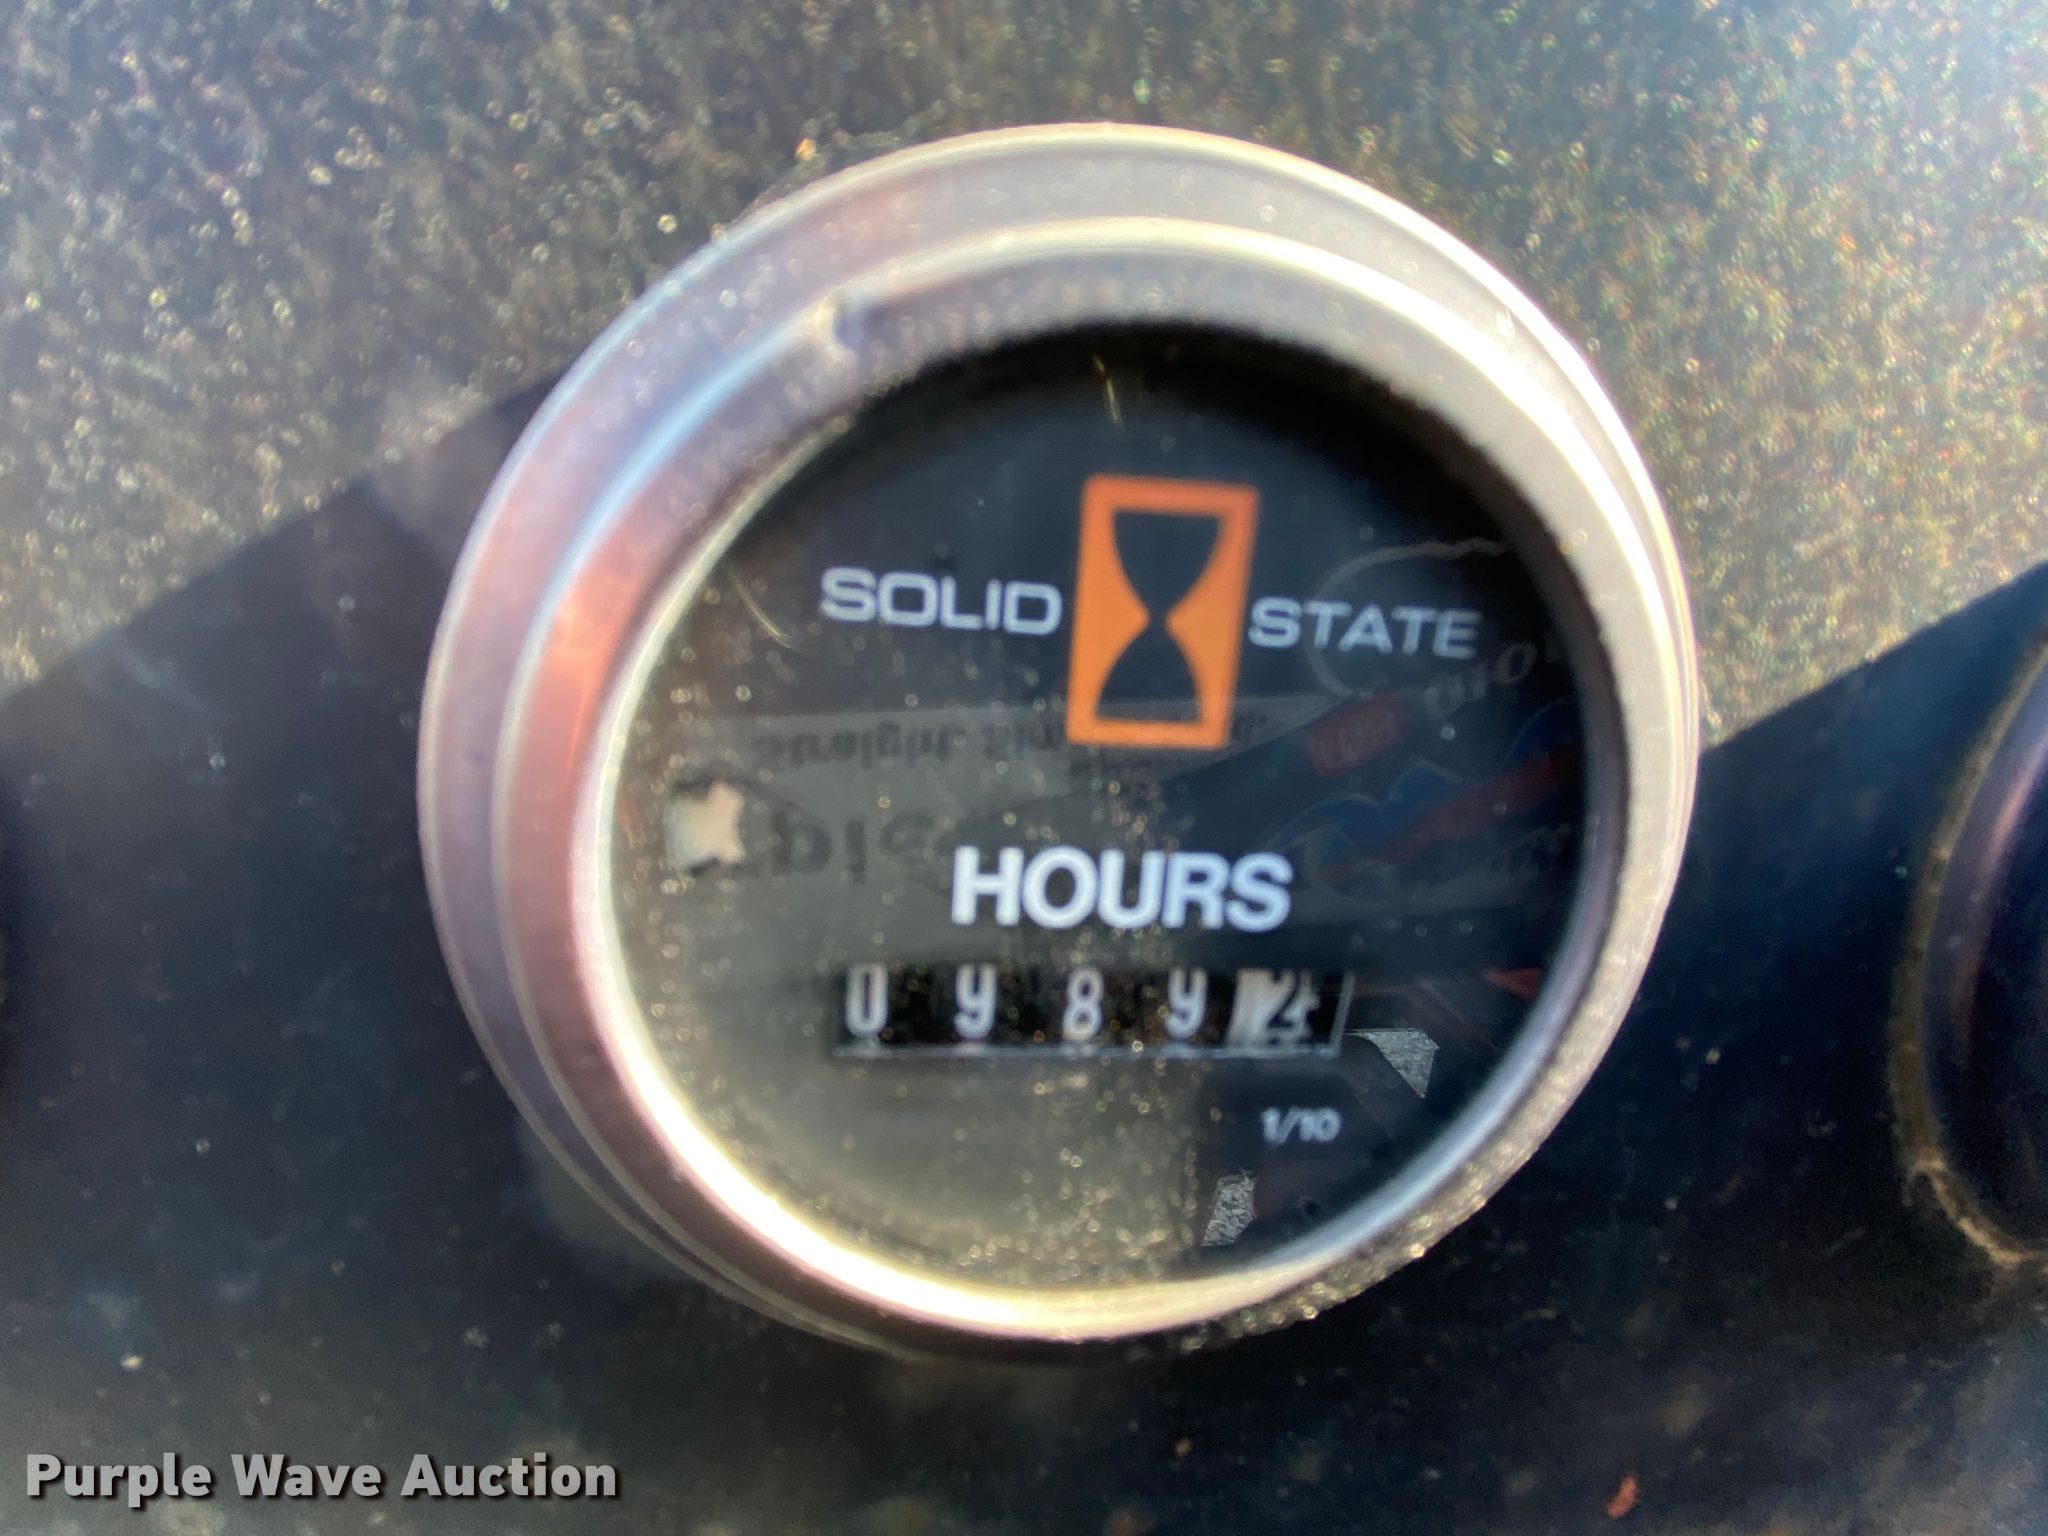 SOLID STATE
HOURS
0 9 8 9 2
1/10
Purple Wave Auction